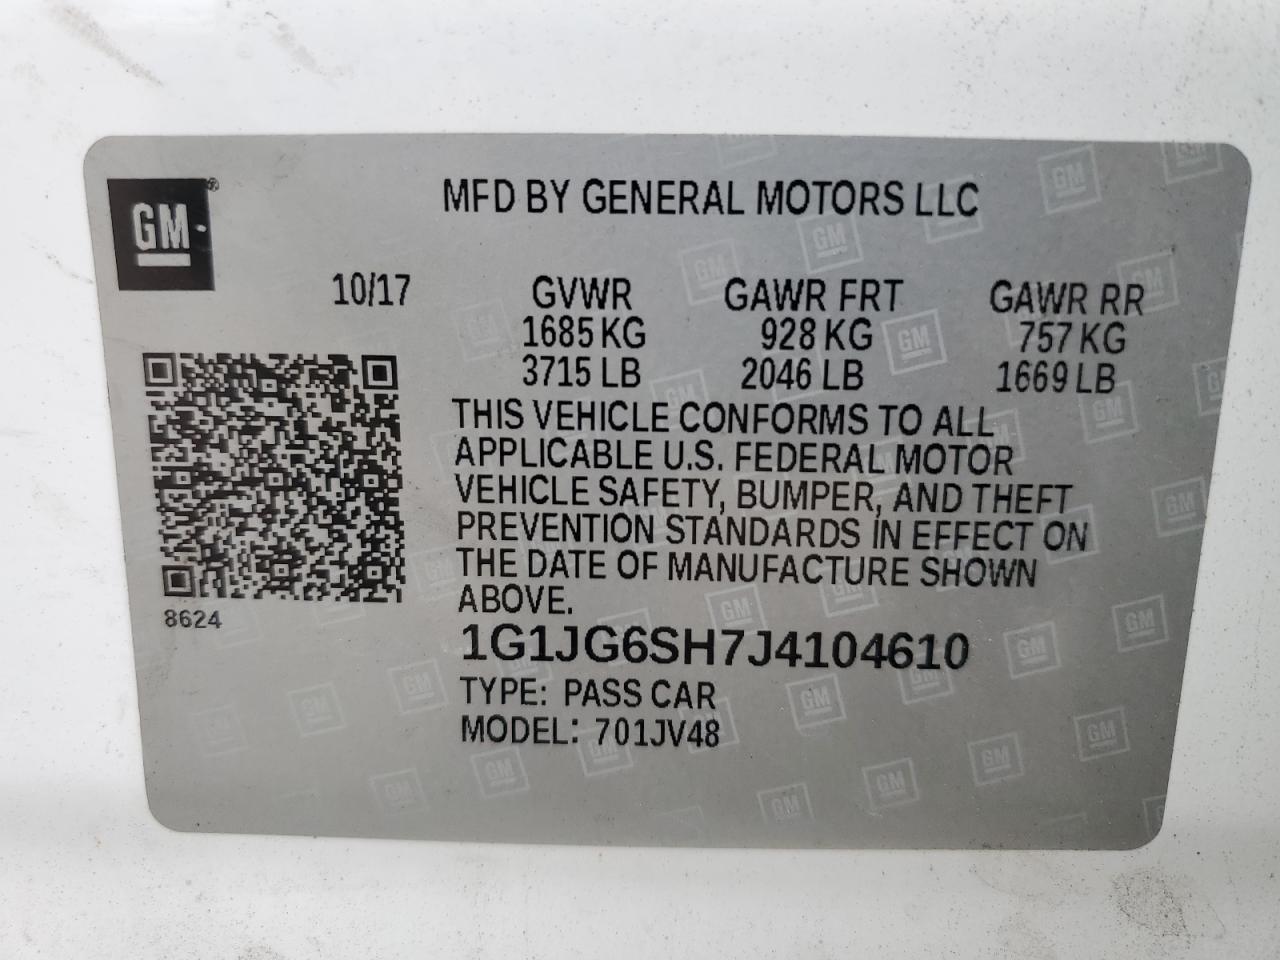 GM®
MFD BY GENERAL MOTORS LLC
10/17 GVWR GAWR FRT GAWR RR
1685 KG 928 KG 757 KG
3715 LB 2046 LB 1669 LB
THIS VEHICLE CONFORMS TO ALL
APPLICABLE U.S. FEDERAL MOTOR
VEHICLE SAFETY, BUMPER, AND THEFT
PREVENTION STANDARDS IN EFFECT ON
THE DATE OF MANUFACTURE SHOWN
ABOVE.
8624
1G1JG6SH7J4104610
TYPE: PASS CAR
MODEL: 701JV48